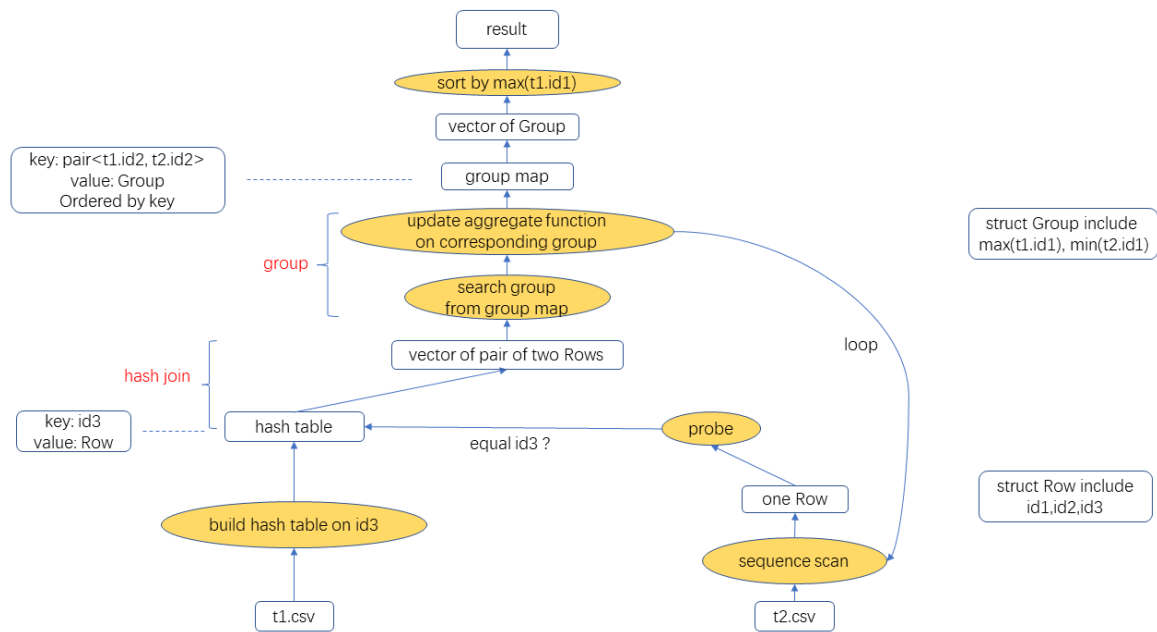 result
sort by max(t1.id1)
vector of Group
key: pair<t1.id2, t2.id2>
value: Group
Ordered by key
group map
update aggregate function
on corresponding group
struct Group include
max(t1.id1), min(t2.id1)
group
search group
from group map
loop
vector of pair of two Rows
hash join
key: id3
value: Row
hash table
equal id3 ?
probe
one Row
struct Row include
id1,id2,id3
build hash table on id3
sequence scan
t1.csv
t2.csv